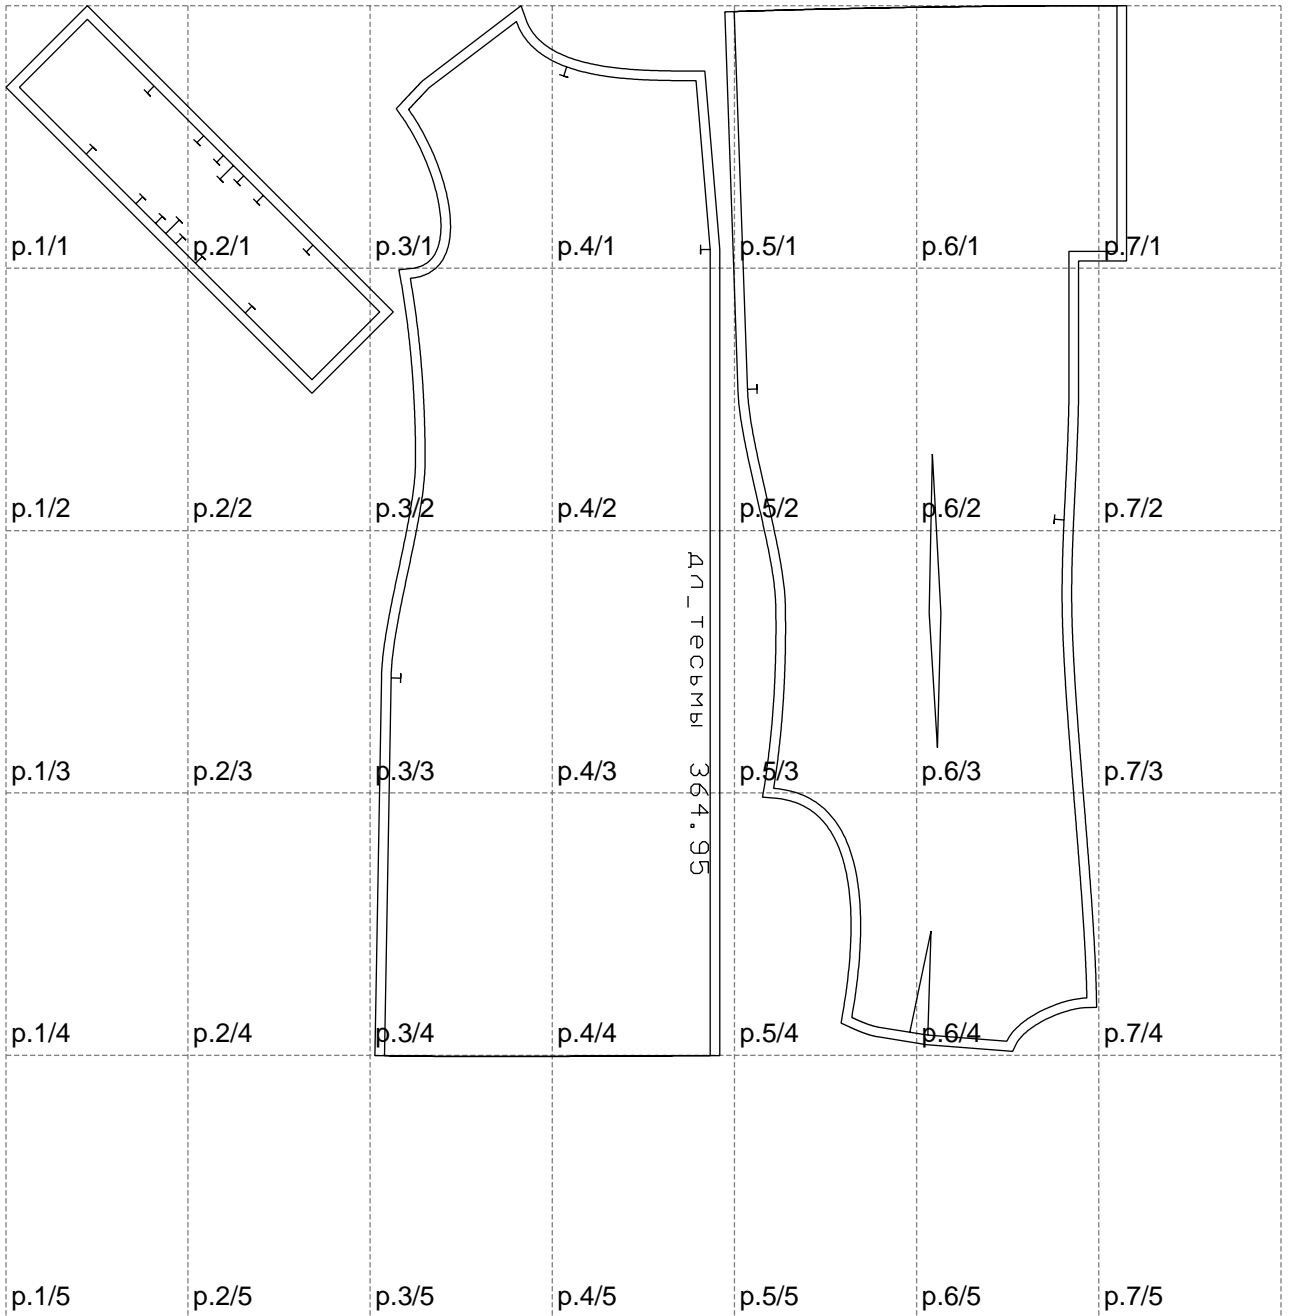 p.1/1 p.2/1 p.3/1 p.4/1 p.5/1 p.6/1 p.7/1
p.1/2 p.2/2 p.3/2 p.4/2 p.5/2 p.6/2 p.7/2
дл_тесьмы 364.95
p.1/3 p.2/3 p.3/3 p.4/3 p.5/3 p.6/3 p.7/3
p.1/4 p.2/4 p.3/4 p.4/4 p.5/4 p.6/4 p.7/4
p.1/5 p.2/5 p.3/5 p.4/5 p.5/5 p.6/5 p.7/5